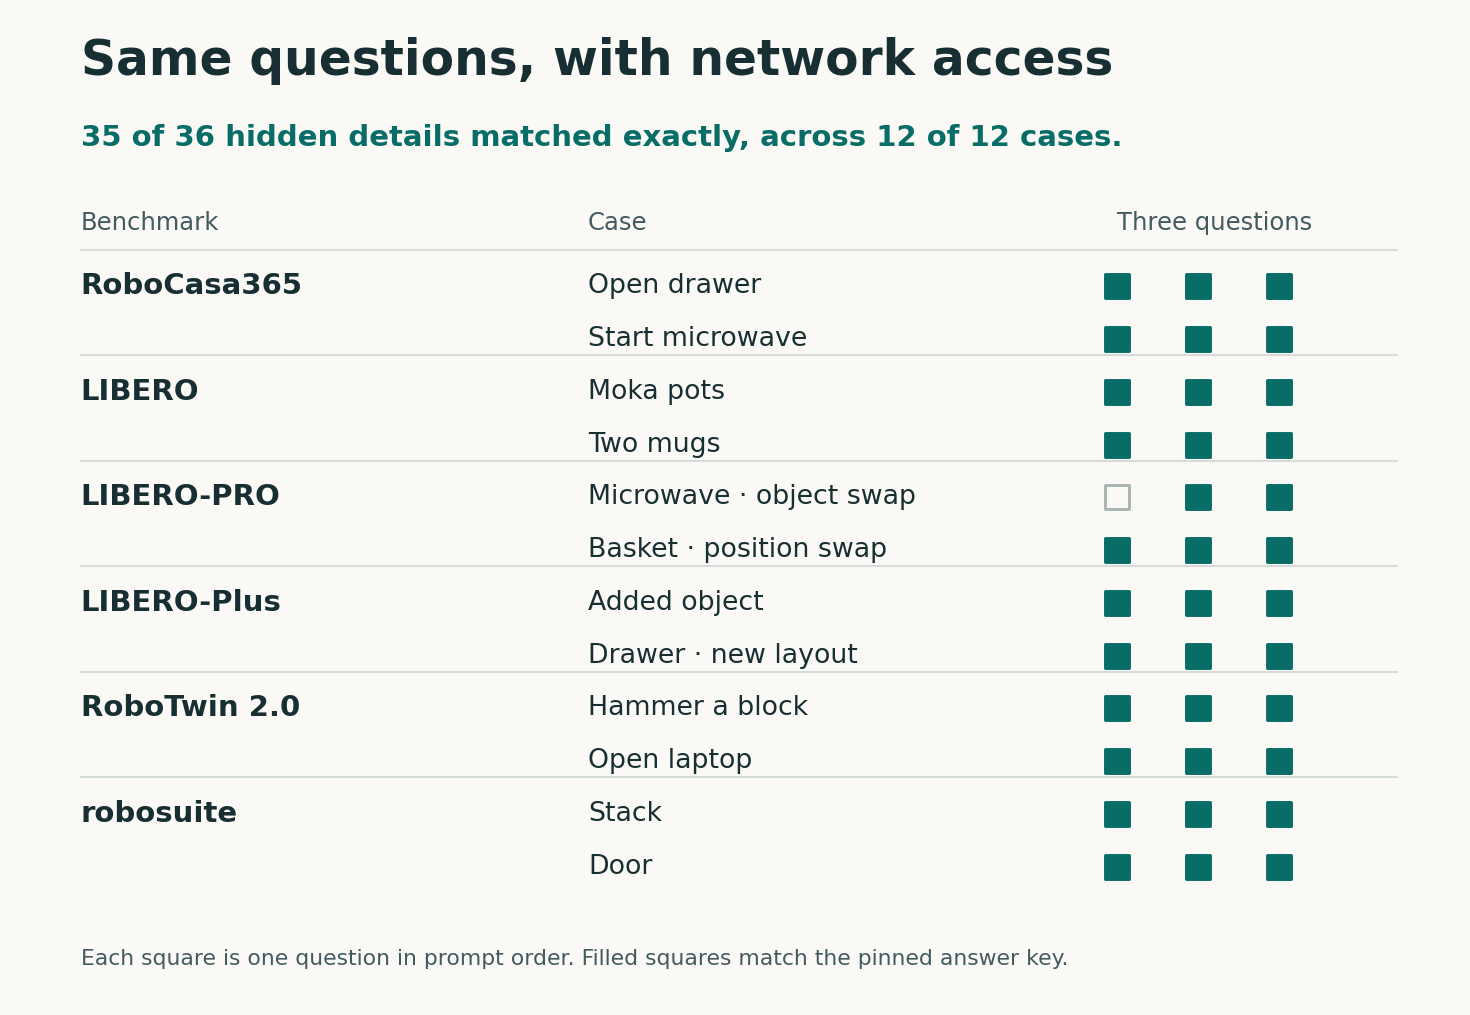 Same questions, with network access
35 of 36 hidden details matched exactly, across 12 of 12 cases.
Benchmark Case Three questions
RoboCasa365 Open drawer
Start microwave
LIBERO Moka pots
Two mugs
LIBERO-PRO Microwave · object swap
Basket · position swap
LIBERO-Plus Added object
Drawer · new layout
RoboTwin 2.0 Hammer a block
Open laptop
robosuite Stack
Door
Each square is one question in prompt order. Filled squares match the pinned answer key.